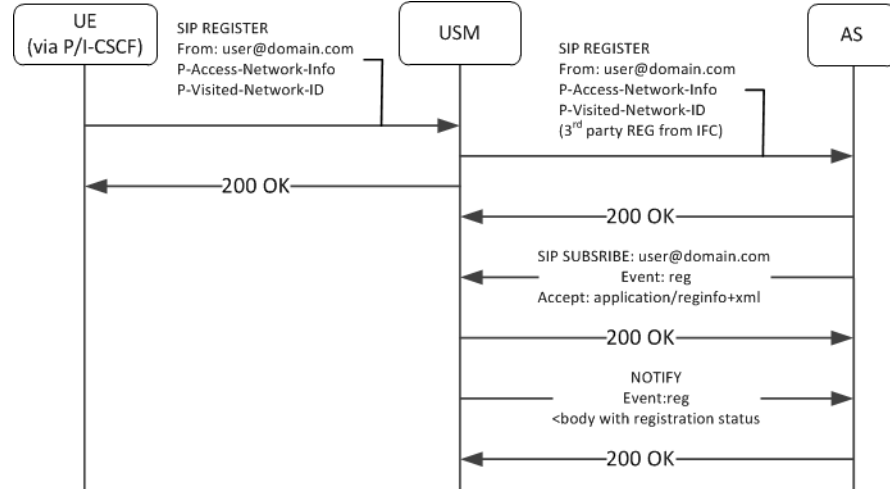 UE
(via P/I-CSCF)
USM
AS
SIP REGISTER
From: user@domain.com
P-Access-Network-Info
P-Visited-Network-ID
SIP REGISTER
From: user@domain.com
P-Access-Network-Info
P-Visited-Network-ID
(3rd party REG from IFC)
200 OK
200 OK
SIP SUBSRIBE: user@domain.com
Event: reg
Accept: application/reginfo+xml
200 OK
NOTIFY
Event:reg
<body with registration status
200 OK